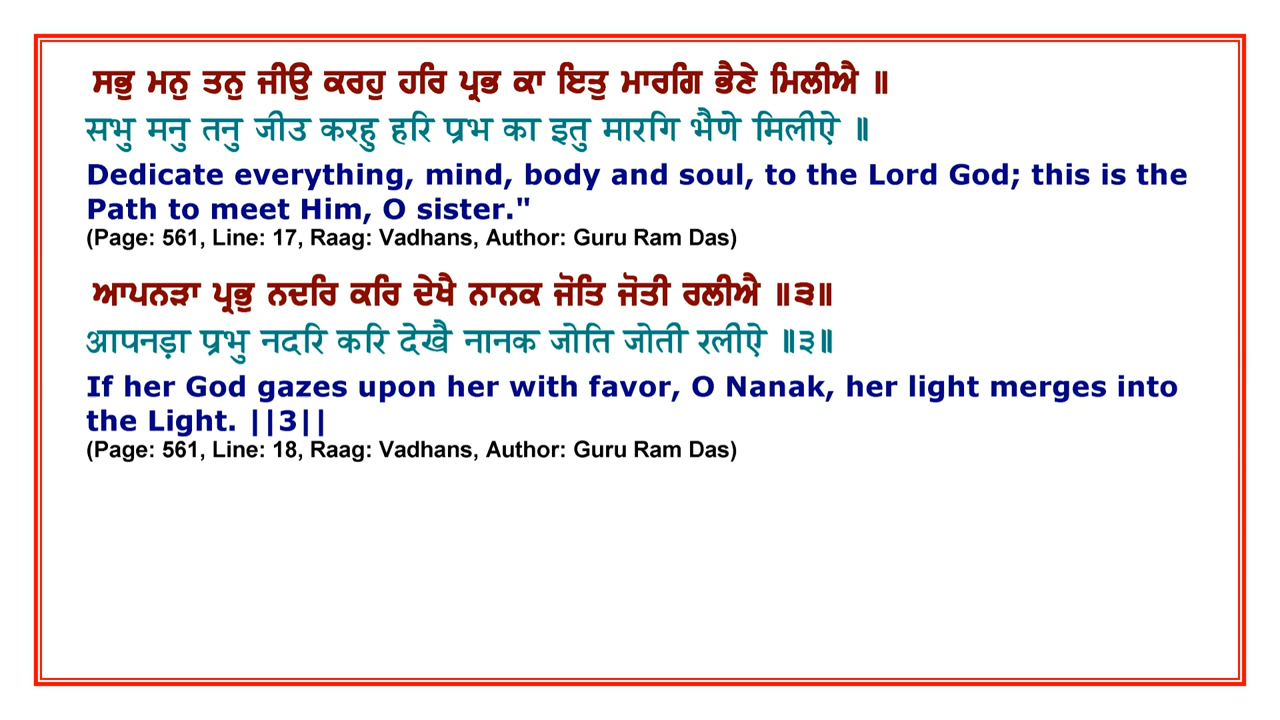 ਸਭੁ ਮਨੁ ਤਨੁ ਜੀਉ ਕਰਹੁ ਹਰਿ ਪ੍ਰਭ ਕਾ ਇਤੁ ਮਾਰਗਿ ਭੈਣੇ ਮਿਲੀਐ ॥
सभु मनु तनु जीउ करहु हरि प्रभ का इतु मारगि भैणे मिलीऐ ॥
Dedicate everything, mind, body and soul, to the Lord God; this is the
Path to meet Him, O sister."
(Page: 561, Line: 17, Raag: Vadhans, Author: Guru Ram Das)
ਆਪਨੜਾ ਪ੍ਰਭੁ ਨਦਰਿ ਕਰਿ ਦੇਖੈ ਨਾਨਕ ਜੋਤਿ ਜੋਤੀ ਰਲੀਐ ॥੩॥
आपनड़ा प्रभु नदरि करि देखै नानक जोति जोती रलीऐ ॥३॥
If her God gazes upon her with favor, O Nanak, her light merges into
the Light. ||3||
(Page: 561, Line: 18, Raag: Vadhans, Author: Guru Ram Das)